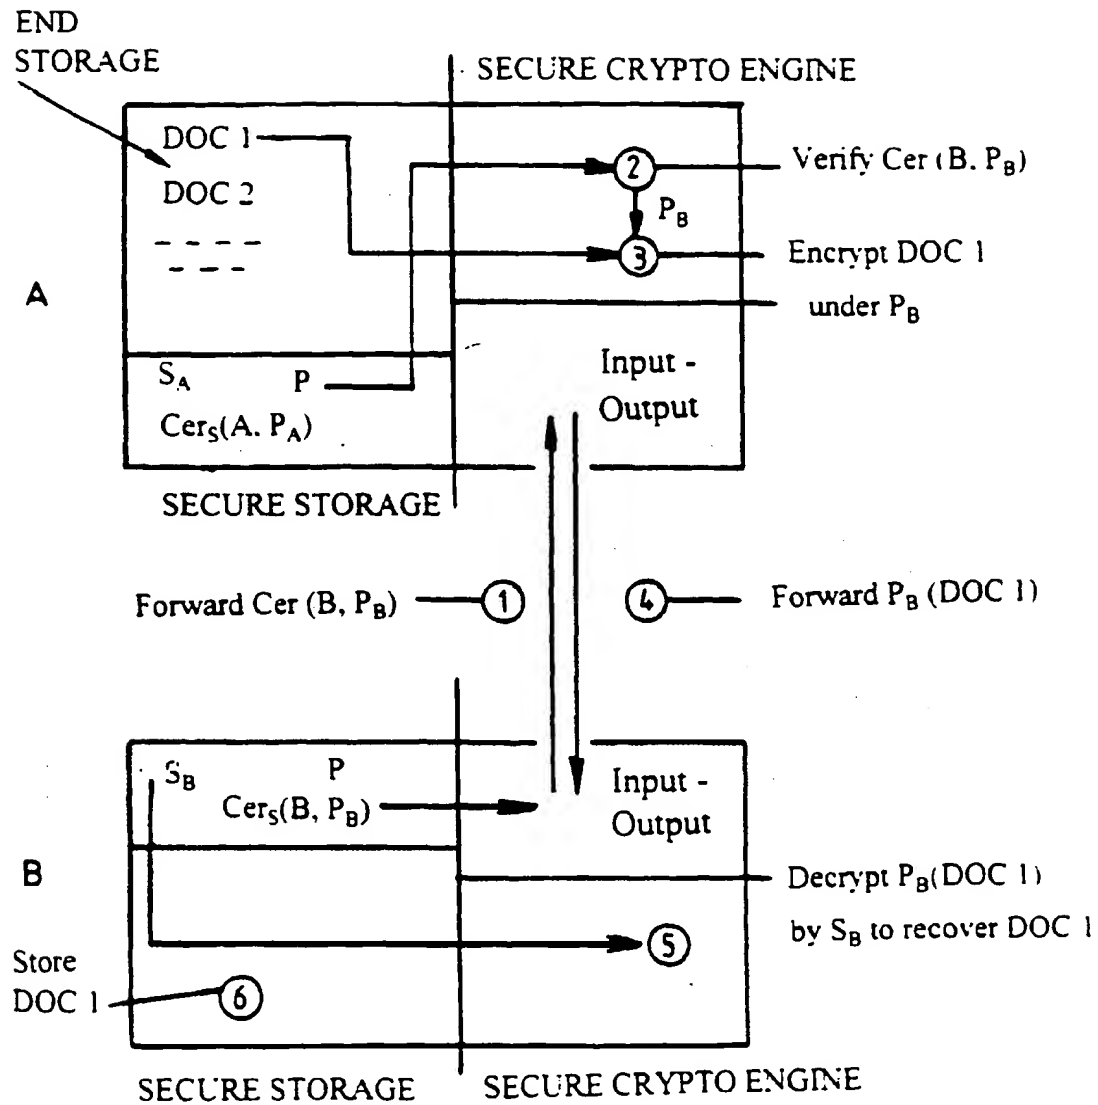 END
STORAGE
SECURE CRYPTO ENGINE
DOC 1
DOC 2
2
Verify Cer (B. P_B)
P_B
3
Encrypt DOC 1
under P_B
A
S_A P
Cer_S(A. P_A)
Input -
Output
SECURE STORAGE
Forward Cer (B, P_B)
1
4
Forward P_B (DOC 1)
S_B P
Cer_S(B, P_B)
Input -
Output
B
Decrypt P_B(DOC 1)
by S_B to recover DOC 1
5
Store
DOC 1
6
SECURE STORAGE
SECURE CRYPTO ENGINE